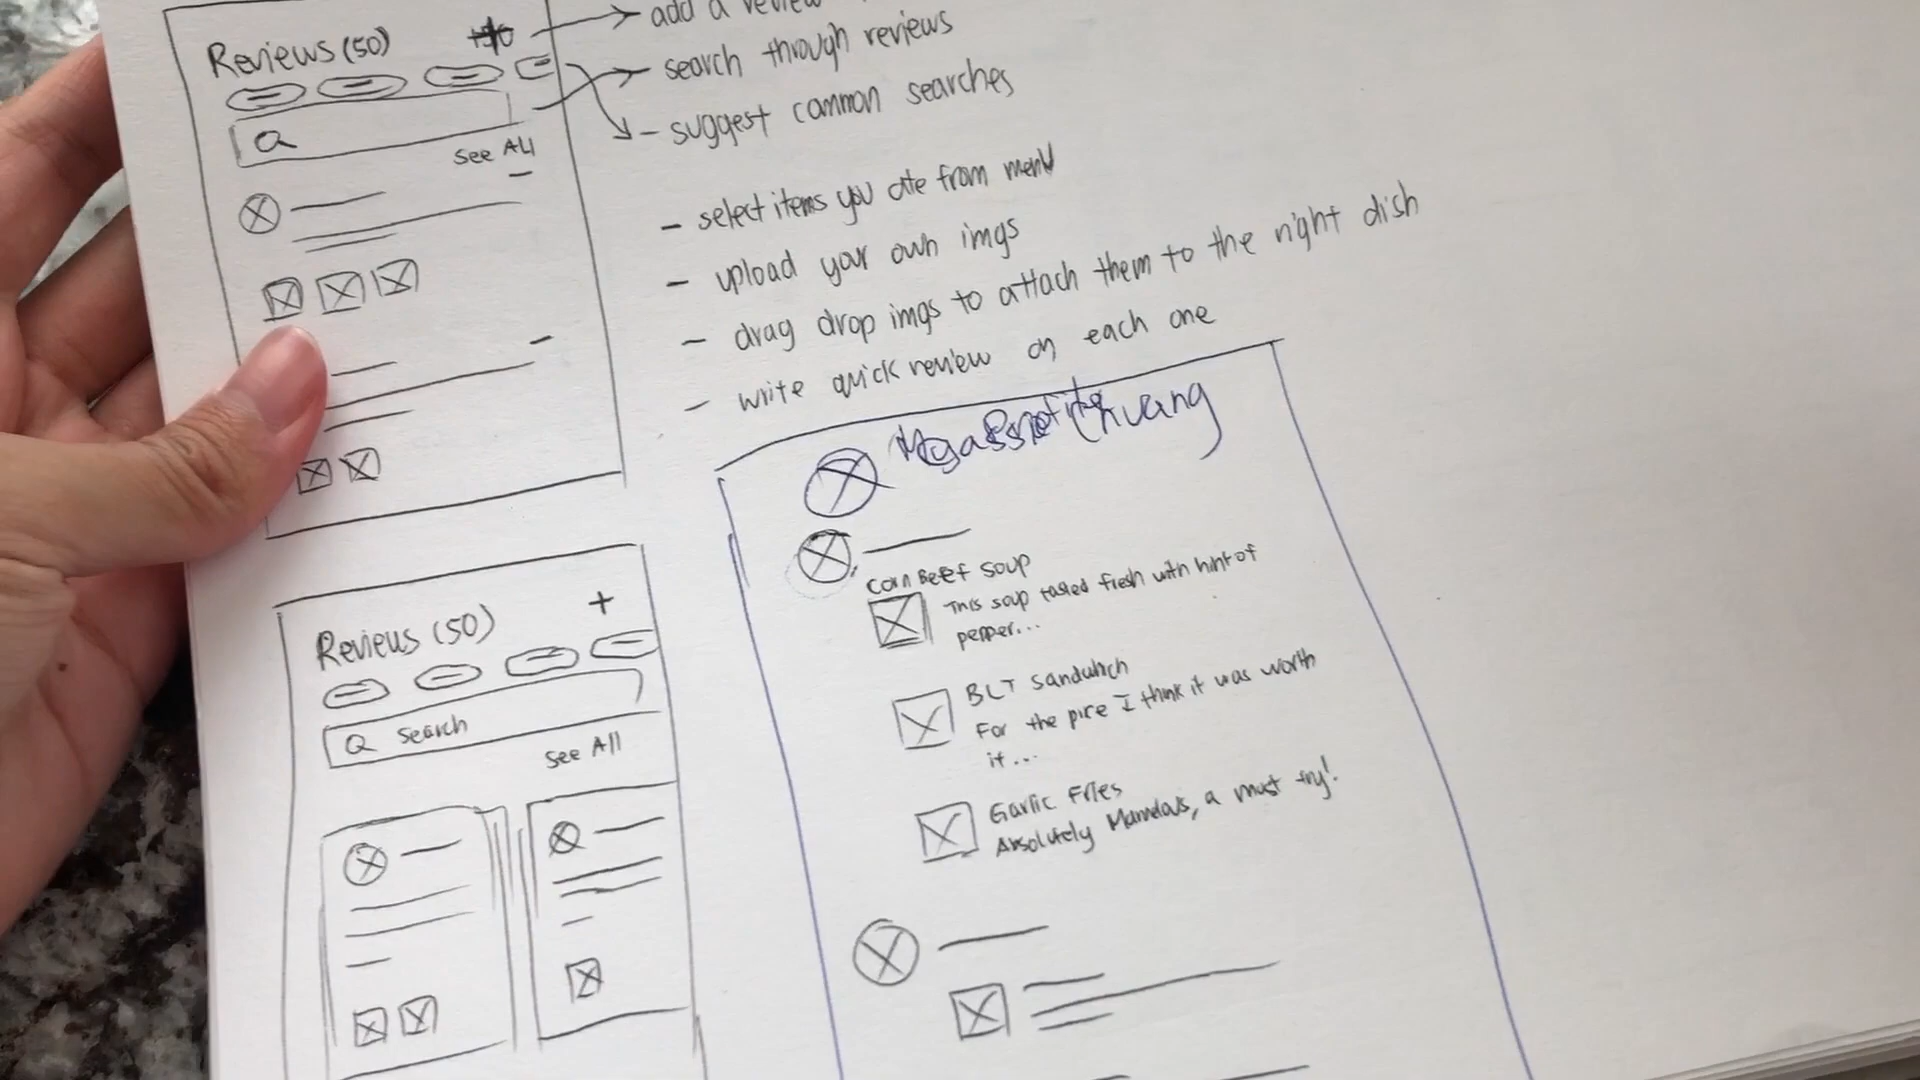 Reviews (50)
- add a review
- search through reviews
- suggest common searches
See All
- select items you ate from menu
- upload your own imgs
- drag drop imgs to attach them to the right dish
- write quick review on each one
Reviews (50) +
Search
See All
Corn Beef Soup
This soup tasted fresh with hint of
pepper...
BLT Sandwich
For the price I think it was worth
it...
Garlic Fries
Absolutely a must try!